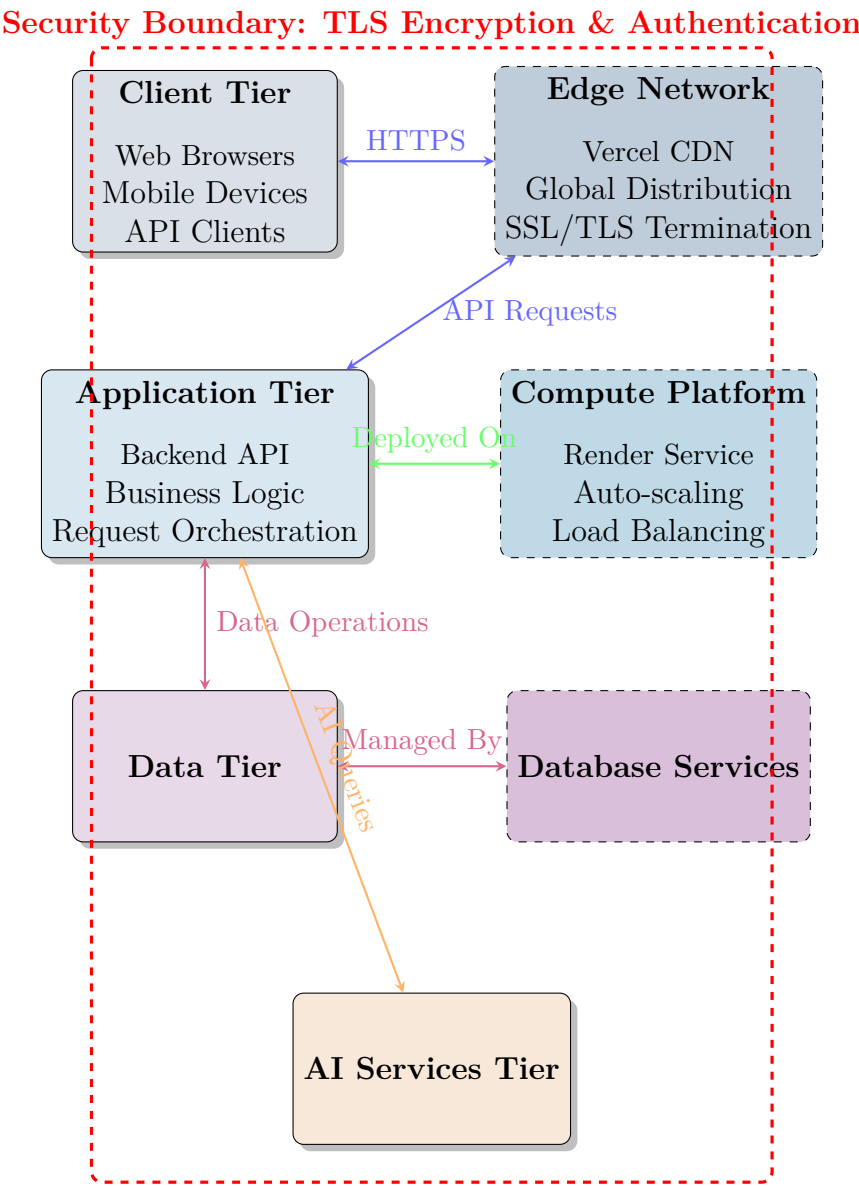 Security Boundary: TLS Encryption & Authentication
Client Tier
Web Browsers
Mobile Devices
API Clients
HTTPS
Edge Network
Vercel CDN
Global Distribution
SSL/TLS Termination
API Requests
Application Tier
Backend API
Business Logic
Request Orchestration
Deployed On
Compute Platform
Render Service
Auto-scaling
Load Balancing
Data Operations
AI Queries
Data Tier
Managed By
Database Services
AI Services Tier